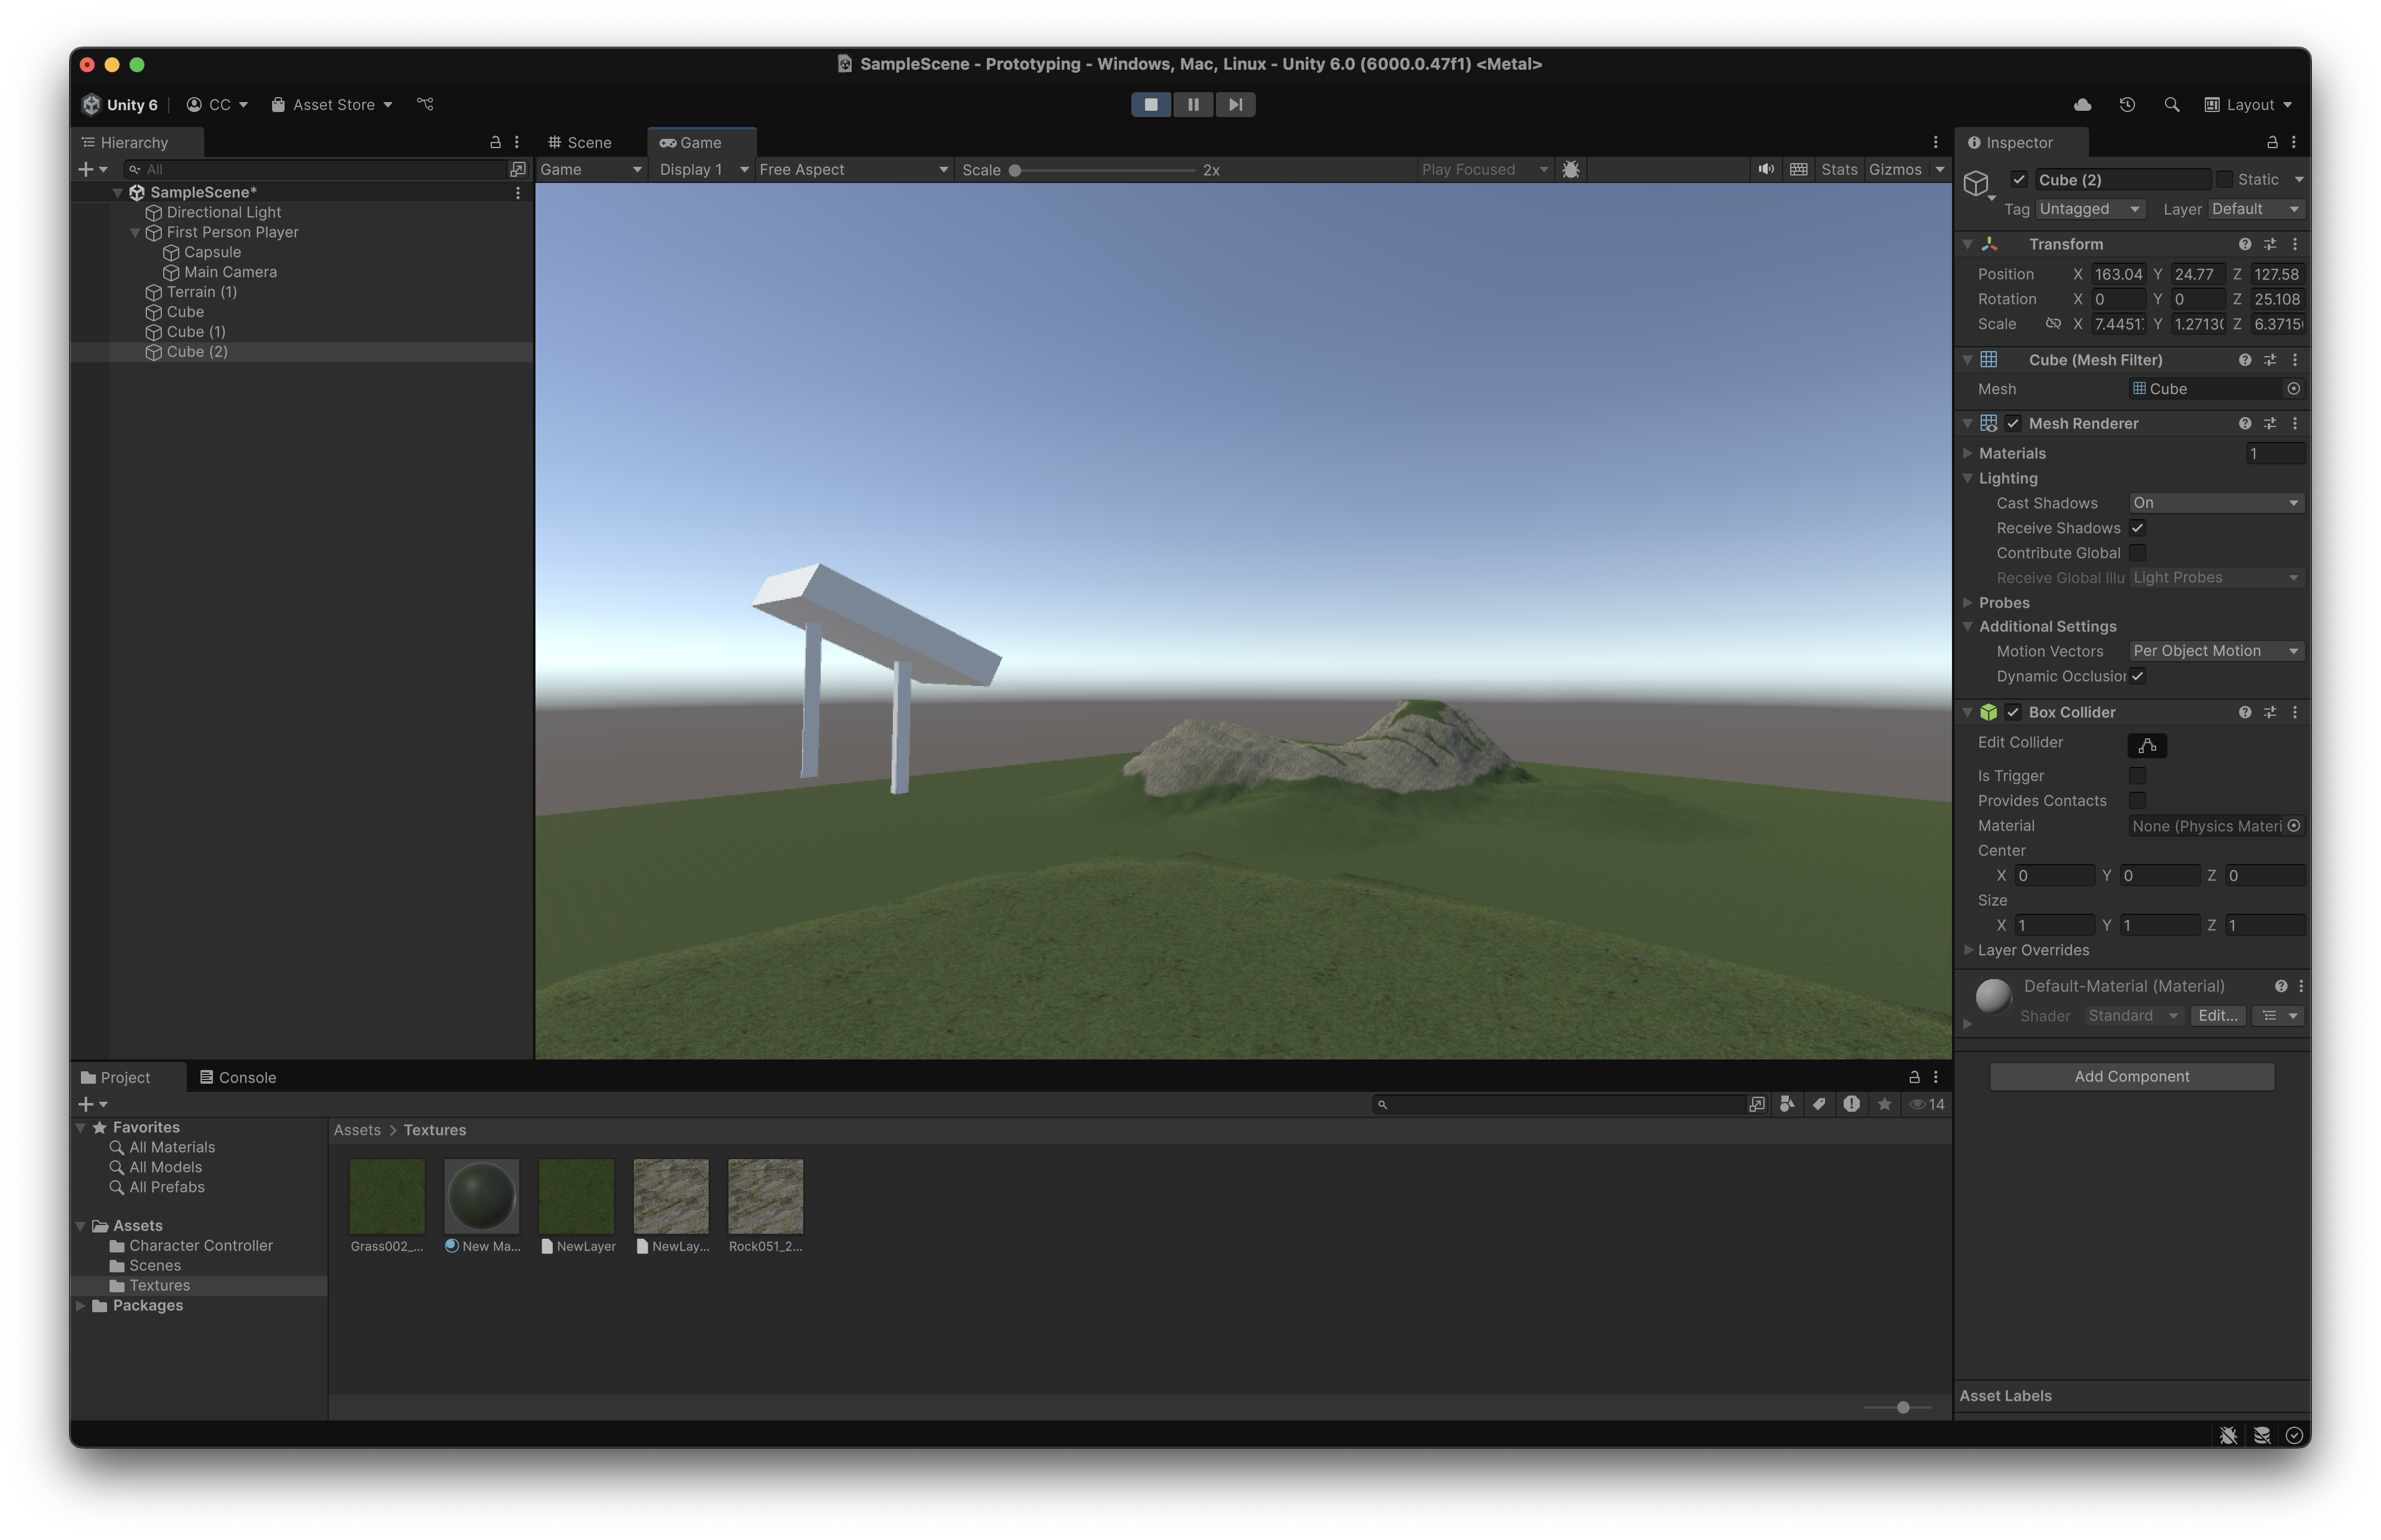 SampleScene - Prototyping - Windows, Mac, Linux - Unity 6.0 (6000.0.47f1) <Metal>
Unity 6
CC
Asset Store
Layout
Hierarchy
All
SampleScene*
Directional Light
First Person Player
Capsule
Main Camera
Terrain (1)
Cube
Cube (1)
Cube (2)
Scene
Game
Game
Display 1
Free Aspect
Scale
2x
Play Focused
Stats
Gizmos
Inspector
Cube (2)
Static
Tag Untagged Layer Default
Transform
Position X 163.04 Y 24.77 Z 127.58
Rotation X 0 Y 0 Z 25.108
Scale X 7.4451 Y 1.2713 Z 6.3715
Cube (Mesh Filter)
Mesh Cube
Mesh Renderer
Materials 1
Lighting
Cast Shadows On
Receive Shadows
Contribute Global
Receive Global Illu Light Probes
Probes
Additional Settings
Motion Vectors Per Object Motion
Dynamic Occlusion
Box Collider
Edit Collider
Is Trigger
Provides Contacts
Material None (Physics Materi
Center
X 0 Y 0 Z 0
Size
X 1 Y 1 Z 1
Layer Overrides
Default-Material (Material)
Shader Standard Edit...
Add Component
Asset Labels
Project
Console
14
Favorites
All Materials
All Models
All Prefabs
Assets
Character Controller
Scenes
Textures
Packages
Assets > Textures
Grass002_...
New Ma...
NewLayer
NewLay...
Rock051_2...